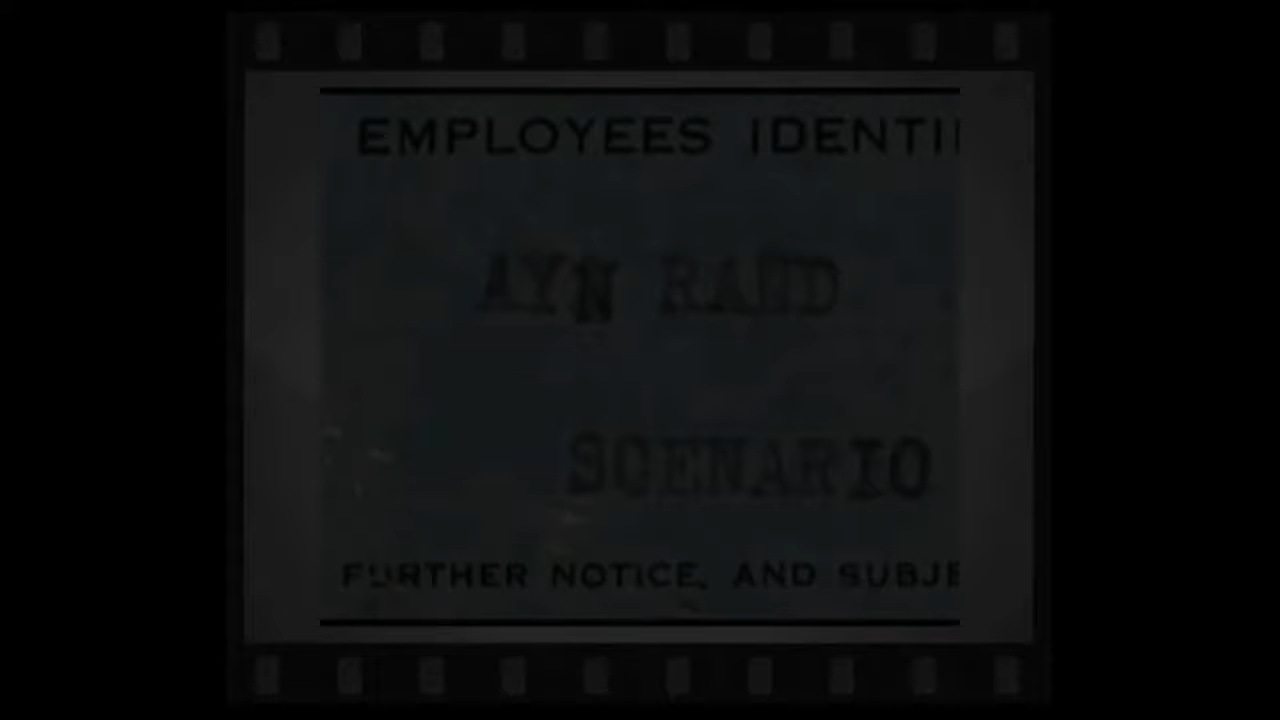 EMPLOYEES IDENTI
AYN RAND
SCENARIO
FURTHER NOTICE, AND SUBJE